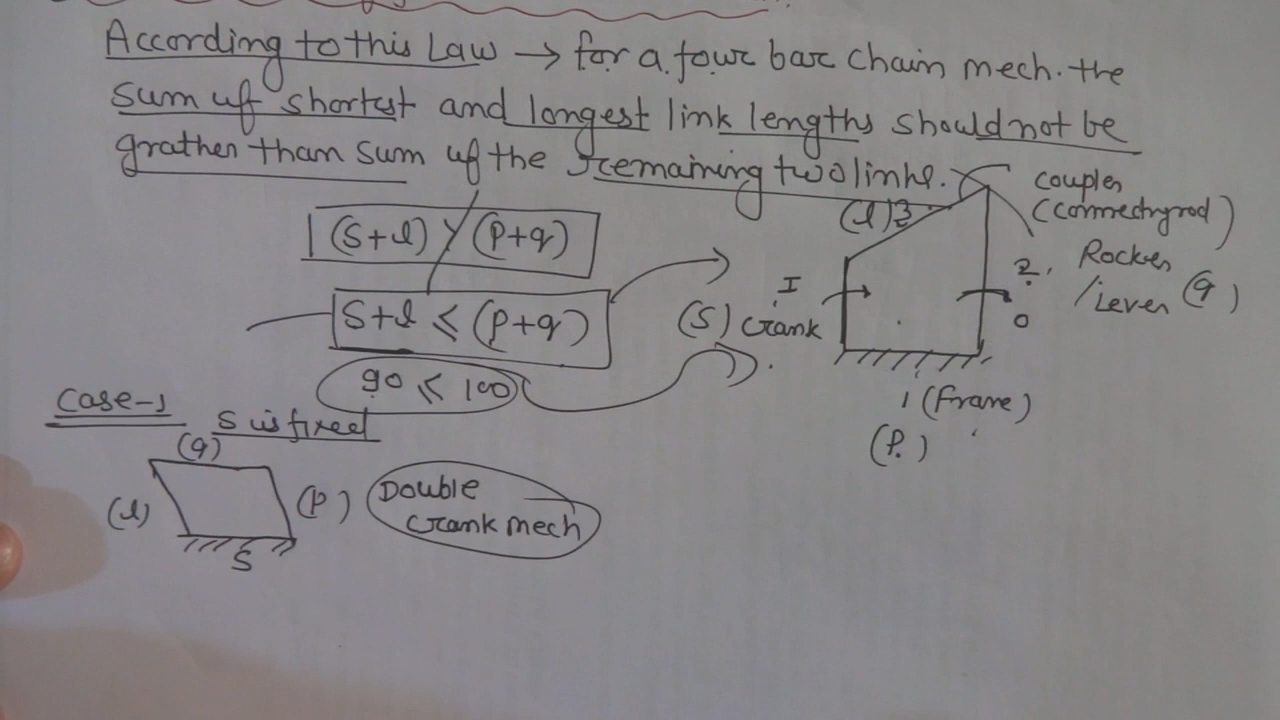 According to this Law → for a four bar chain mech. the
sum of shortest and longest link lengths should not be
grather than sum of the remaining two links.
(S+l) > (P+q)
S+l ≤ (P+q)
90 ≤ 100
coupler
(connectingrod)
(l) 3
2.
Rocker
/Lever (q)
I
(S) crank
O
1 (frame)
(P.)
Case-1
S is fixed
(q)
(l)
(p)
S
Double
crank mech